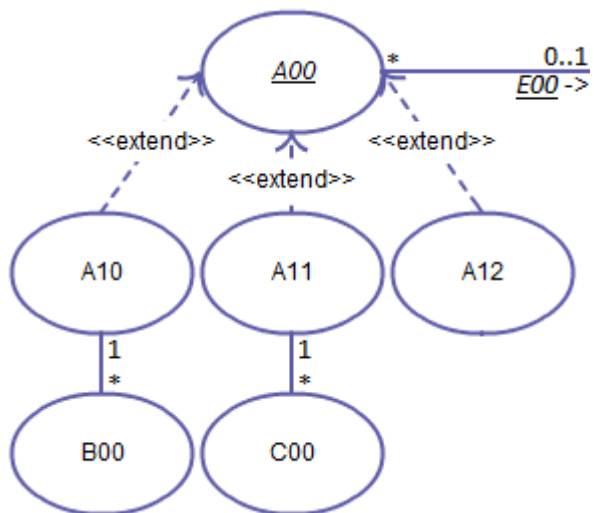 A00
*
0..1
E00 ->
<<extend>>
<<extend>>
<<extend>>
A10
A11
A12
1
1
*
*
B00
C00